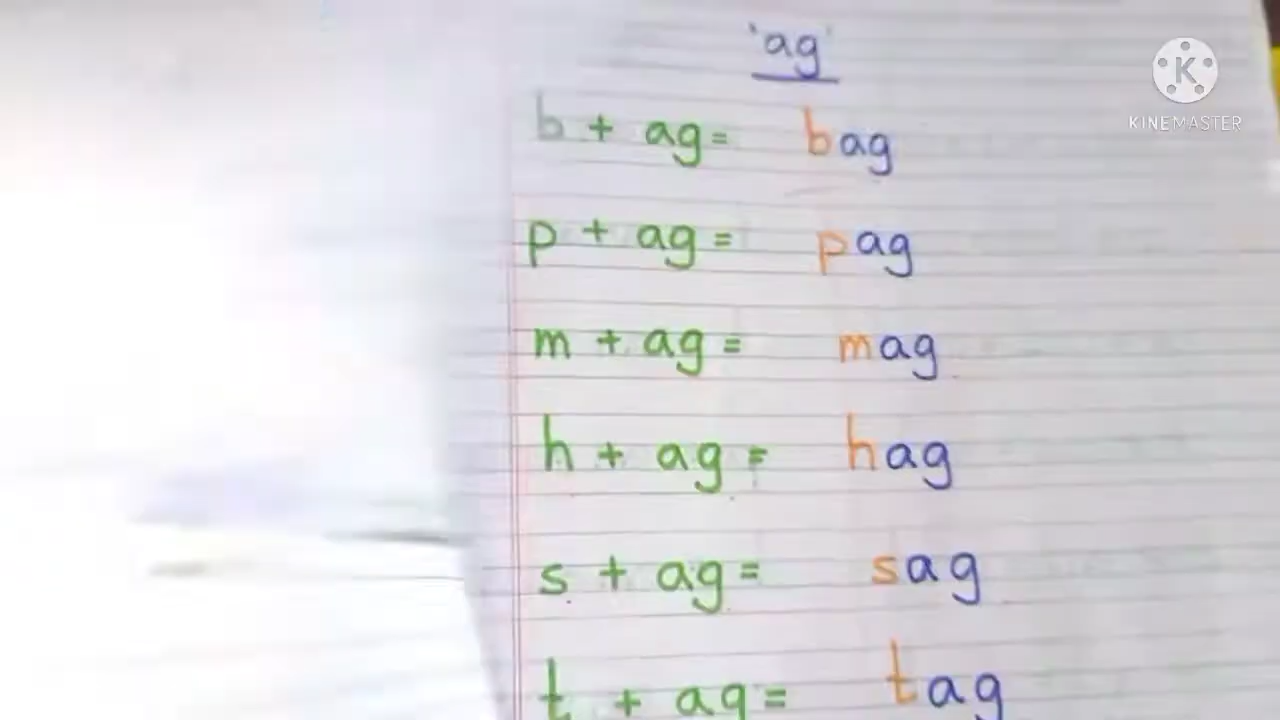 'ag'
K
KINEMASTER
b + ag = bag
p + ag = pag
m + ag = mag
h + ag = hag
s + ag = sag
t + ag = tag